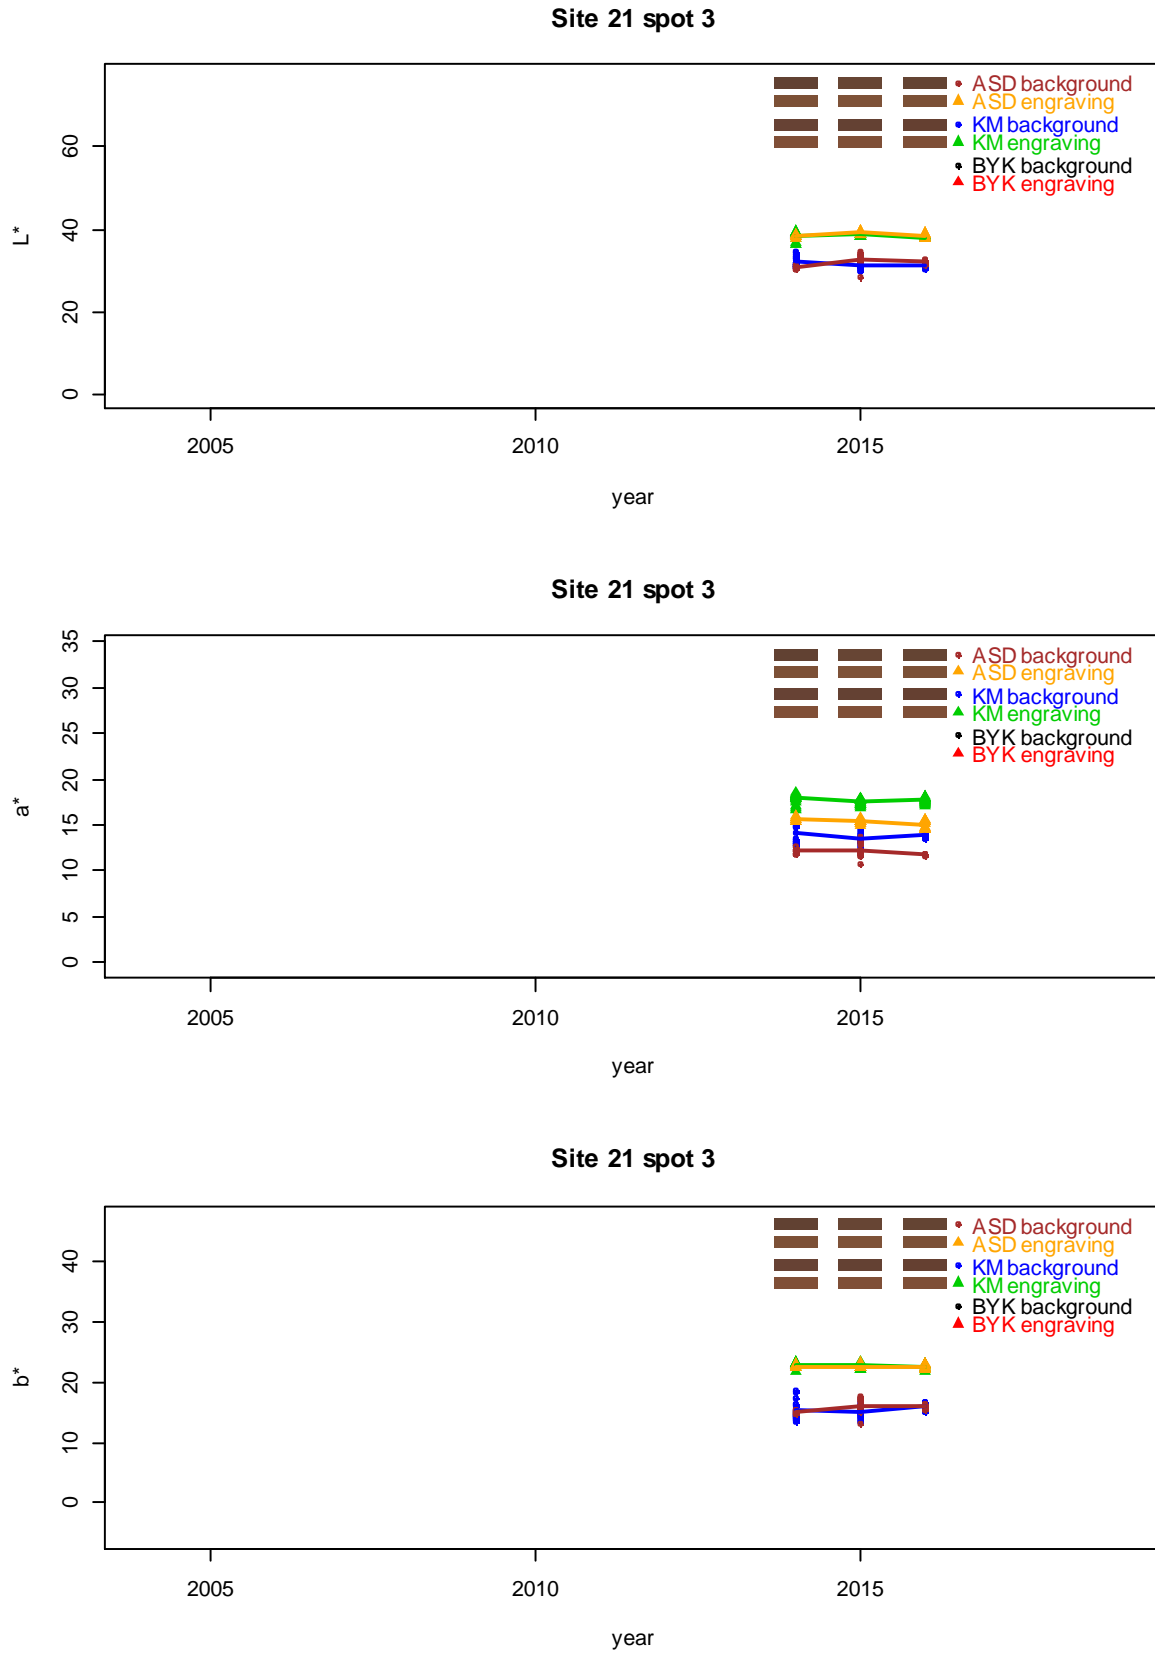 Site 21 spot 3
ASD background
ASD engraving
KM background
KM engraving
BYK background
BYK engraving
60
40
20
0
L*
2005 2010 2015
year
Site 21 spot 3
ASD background
ASD engraving
KM background
KM engraving
BYK background
BYK engraving
35
30
25
20
15
10
5
0
a*
2005 2010 2015
year
Site 21 spot 3
ASD background
ASD engraving
KM background
KM engraving
BYK background
BYK engraving
40
30
20
10
0
b*
2005 2010 2015
year